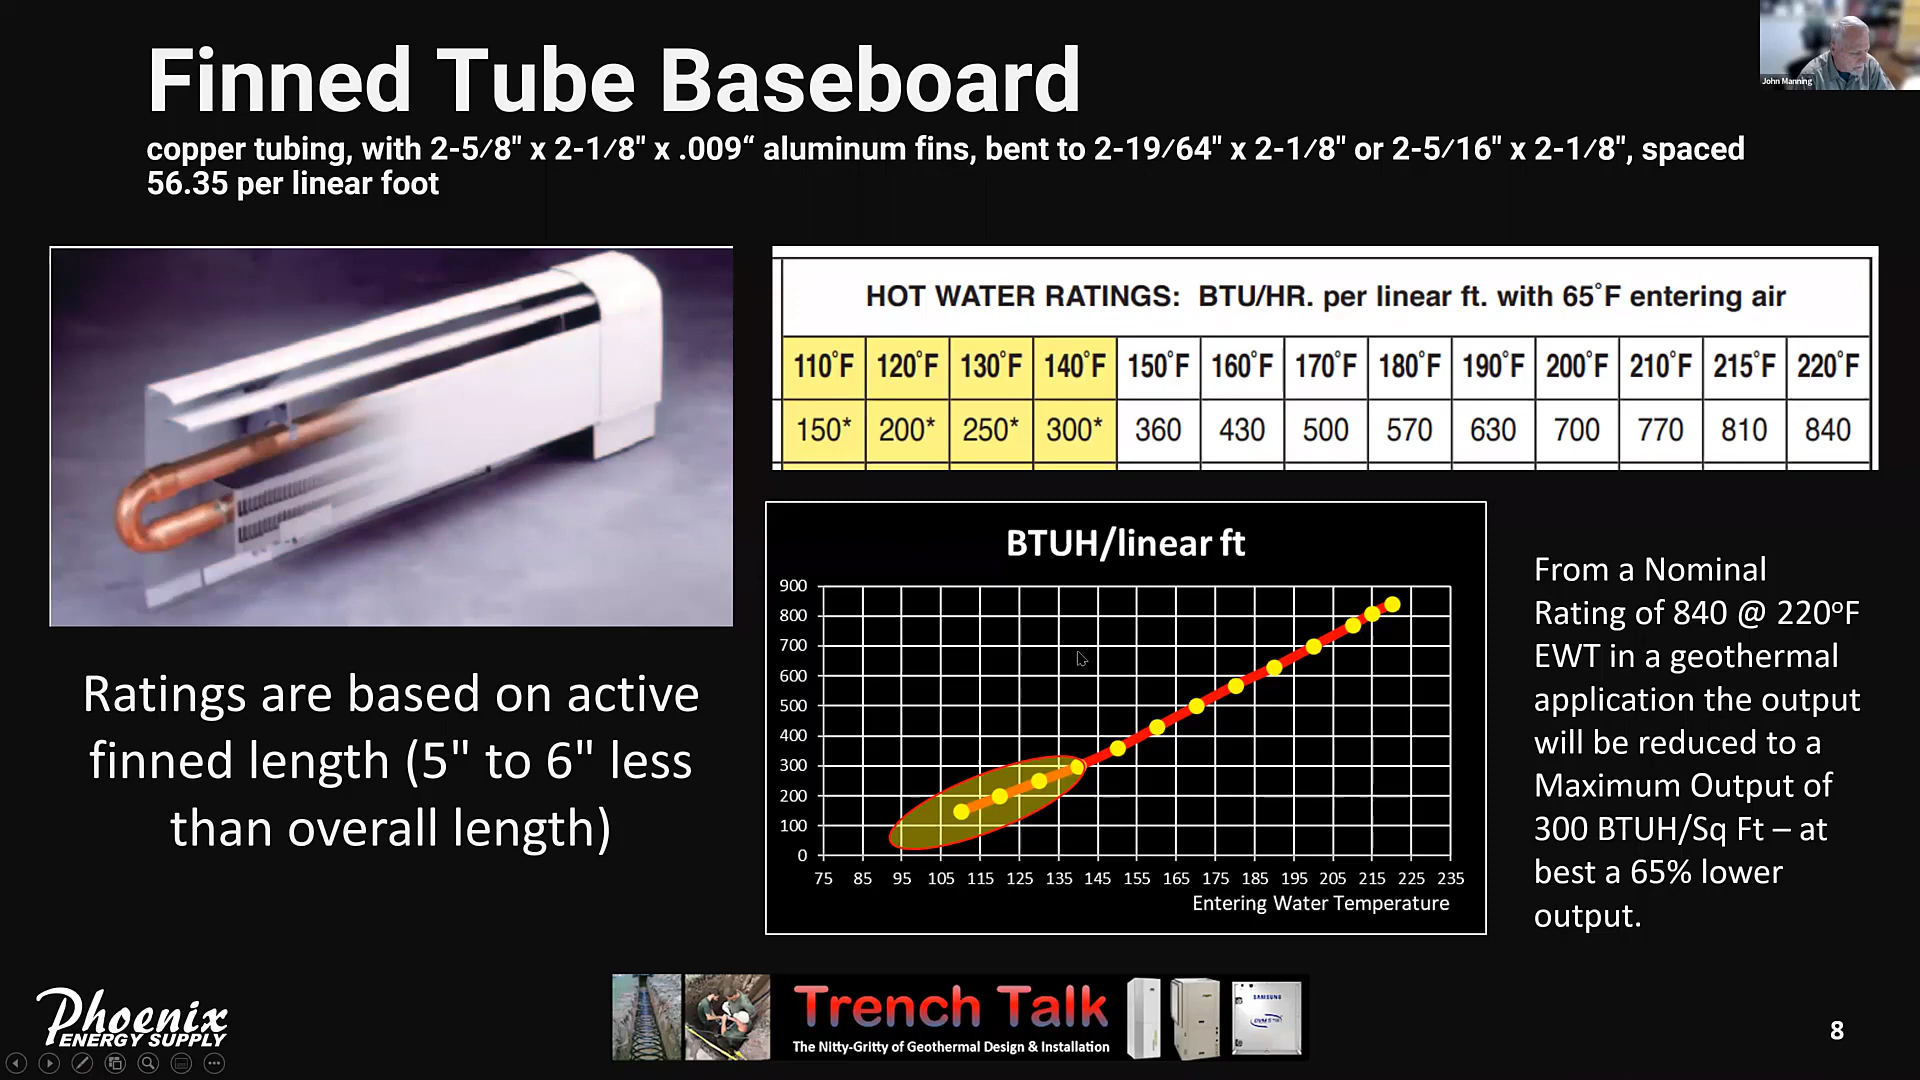 John Manning
Finned Tube Baseboard
copper tubing, with 2-5/8" x 2-1/8" x .009“ aluminum fins, bent to 2-19/64" x 2-1/8" or 2-5/16" x 2-1/8", spaced
56.35 per linear foot
HOT WATER RATINGS: BTU/HR. per linear ft. with 65˚F entering air
110˚F 120˚F 130˚F 140˚F 150˚F 160˚F 170˚F 180˚F 190˚F 200˚F 210˚F 215˚F 220˚F
150* 200* 250* 300* 360 430 500 570 630 700 770 810 840
Ratings are based on active
finned length (5" to 6" less
than overall length)
BTUH/linear ft
900
800
700
600
500
400
300
200
100
0
75 85 95 105 115 125 135 145 155 165 175 185 195 205 215 225 235
Entering Water Temperature
From a Nominal
Rating of 840 @ 220ºF
EWT in a geothermal
application the output
will be reduced to a
Maximum Output of
300 BTUH/Sq Ft – at
best a 65% lower
output.
Phoenix
ENERGY SUPPLY
Trench Talk
The Nitty-Gritty of Geothermal Design & Installation
SAMSUNG
8